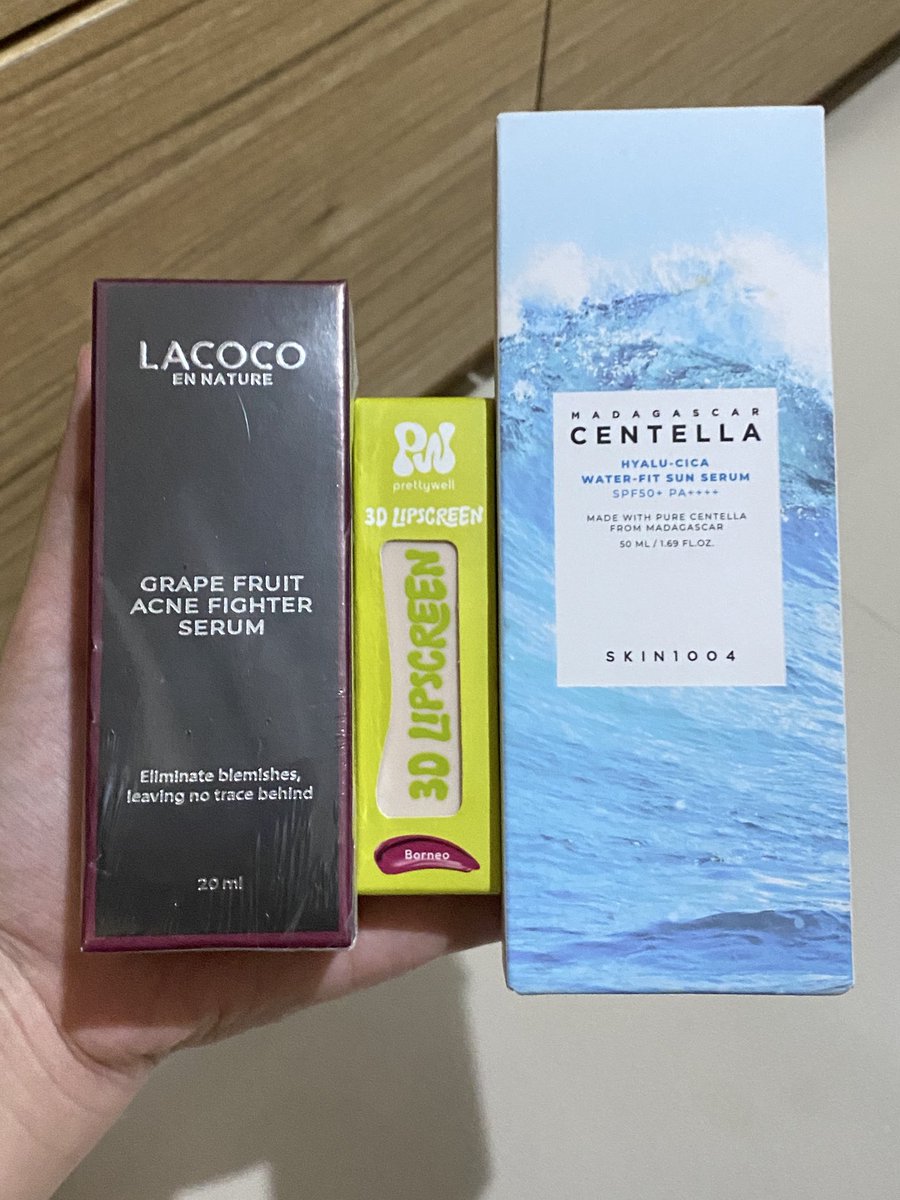 LACOCO
EN NATURE
GRAPE FRUIT
ACNE FIGHTER
SERUM
Eliminate blemishes,
leaving no trace behind
20 ml
PW
prettywell
3D LIPSCREEN
3D LIPSCREEN
Borneo
MADAGASCAR
CENTELLA
HYALU-CICA
WATER-FIT SUN SERUM
SPF50+ PA++++
MADE WITH PURE CENTELLA
FROM MADAGASCAR
50 ML / 1.69 FL.OZ.
SKIN1004